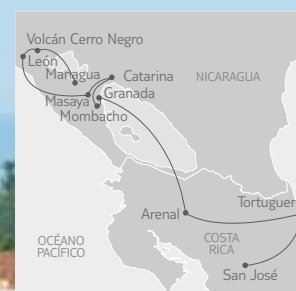 Volcán Cerro Negro
León
Managua
Catarina
NICARAGUA
Masaya
Granada
Mombacho
Tortuguer
Arenal
OCÉANO
PACÍFICO
COSTA
RICA
San José